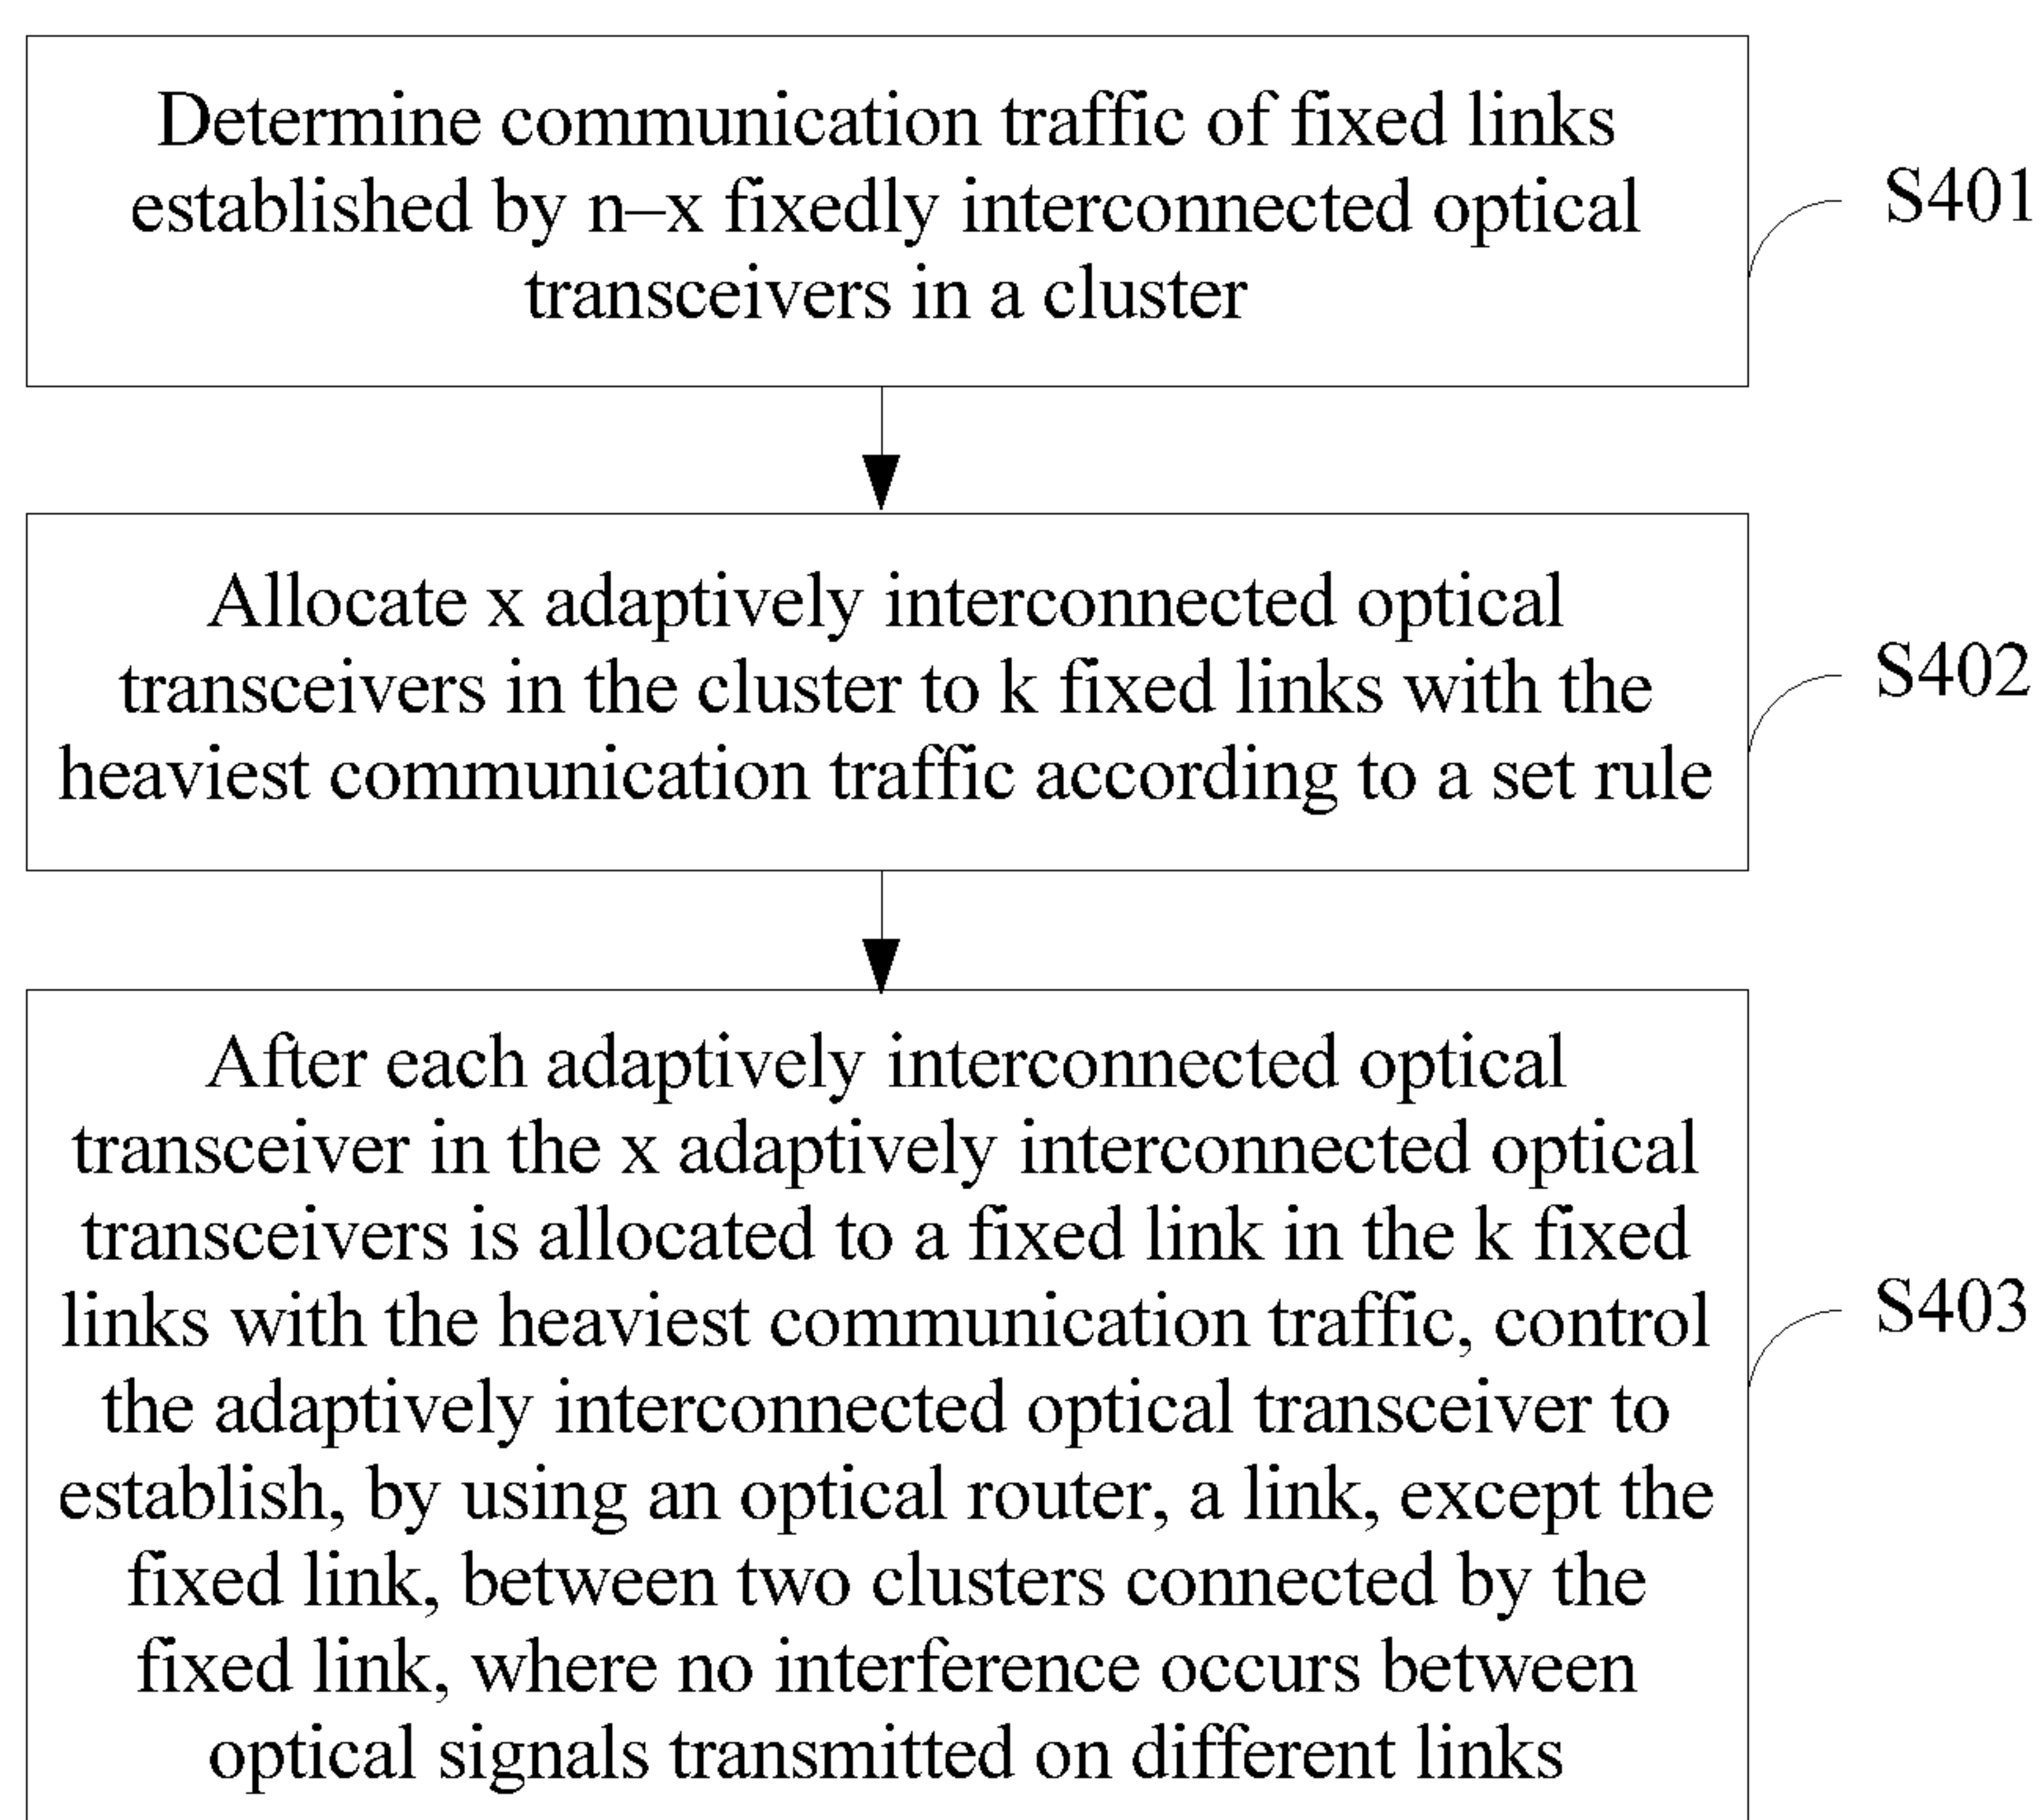 Determine communication traffic of fixed links
established by n–x fixedly interconnected optical
transceivers in a cluster
S401
Allocate x adaptively interconnected optical
transceivers in the cluster to k fixed links with the
heaviest communication traffic according to a set rule
S402
After each adaptively interconnected optical
transceiver in the x adaptively interconnected optical
transceivers is allocated to a fixed link in the k fixed
links with the heaviest communication traffic, control
the adaptively interconnected optical transceiver to
establish, by using an optical router, a link, except the
fixed link, between two clusters connected by the
fixed link, where no interference occurs between
optical signals transmitted on different links
S403